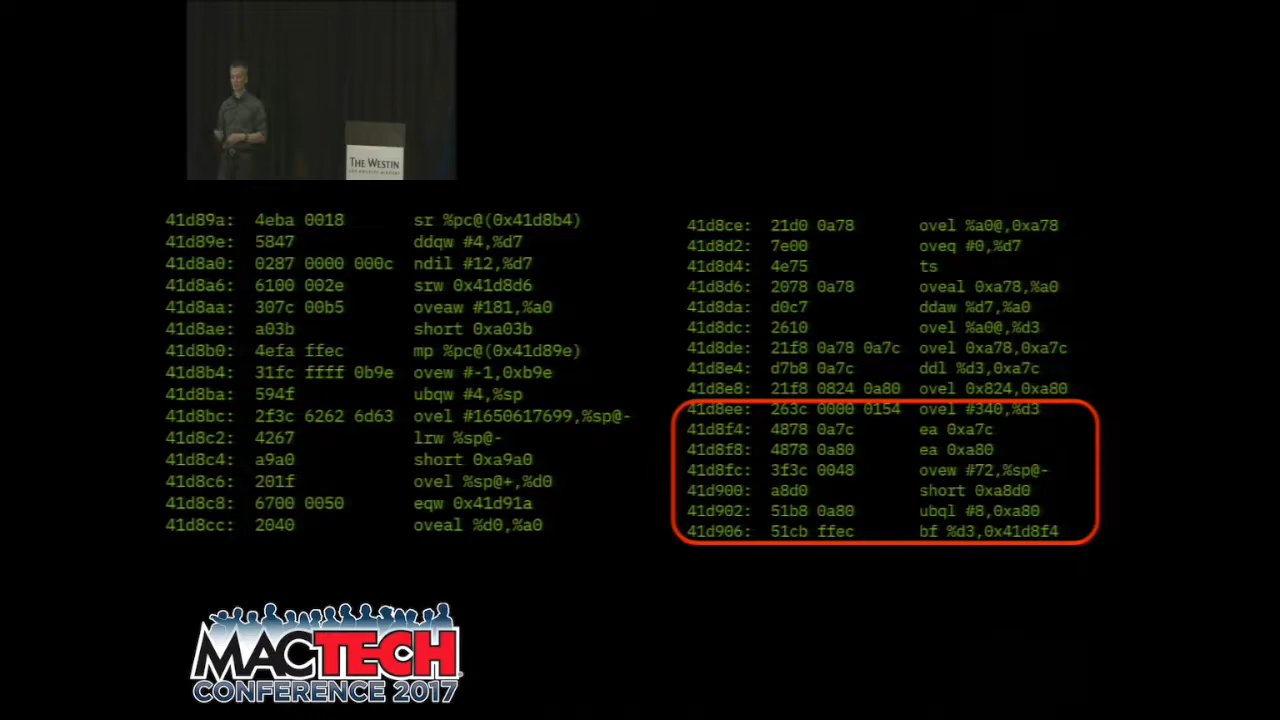 THE WESTIN
41d89a: 4eba 0018 sr %pc@(0x41d8b4)
41d89e: 5847 ddqw #4,%d7
41d8a0: 0287 0000 000c ndil #12,%d7
41d8a6: 6100 002e srw 0x41d8d6
41d8aa: 307c 00b5 oveaw #181,%a0
41d8ae: a03b short 0xa03b
41d8b0: 4efa ffec mp %pc@(0x41d89e)
41d8b4: 31fc ffff 0b9e ovew #-1,0xb9e
41d8ba: 594f ubqw #4,%sp
41d8bc: 2f3c 6262 6d63 ovel #1650617699,%sp@-
41d8c2: 4267 lrw %sp@-
41d8c4: a9a0 short 0xa9a0
41d8c6: 201f ovel %sp@+,%d0
41d8c8: 6700 0050 eqw 0x41d91a
41d8cc: 2040 oveal %d0,%a0
41d8ce: 21d0 0a78 ovel %a0@,0xa78
41d8d2: 7e00 oveq #0,%d7
41d8d4: 4e75 ts
41d8d6: 2078 0a78 oveal 0xa78,%a0
41d8da: d0c7 ddaw %d7,%a0
41d8dc: 2610 ovel %a0@,%d3
41d8de: 21f8 0a78 0a7c ovel 0xa78,0xa7c
41d8e4: d7b8 0a7c ddl %d3,0xa7c
41d8e8: 21f8 0824 0a80 ovel 0x824,0xa80
41d8ee: 263c 0000 0154 ovel #340,%d3
41d8f4: 4878 0a7c ea 0xa7c
41d8f8: 4878 0a80 ea 0xa80
41d8fc: 3f3c 0048 ovew #72,%sp@-
41d900: a8d0 short 0xa8d0
41d902: 51b8 0a80 ubql #8,0xa80
41d906: 51cb ffec bf %d3,0x41d8f4
MACTECH
CONFERENCE 2017